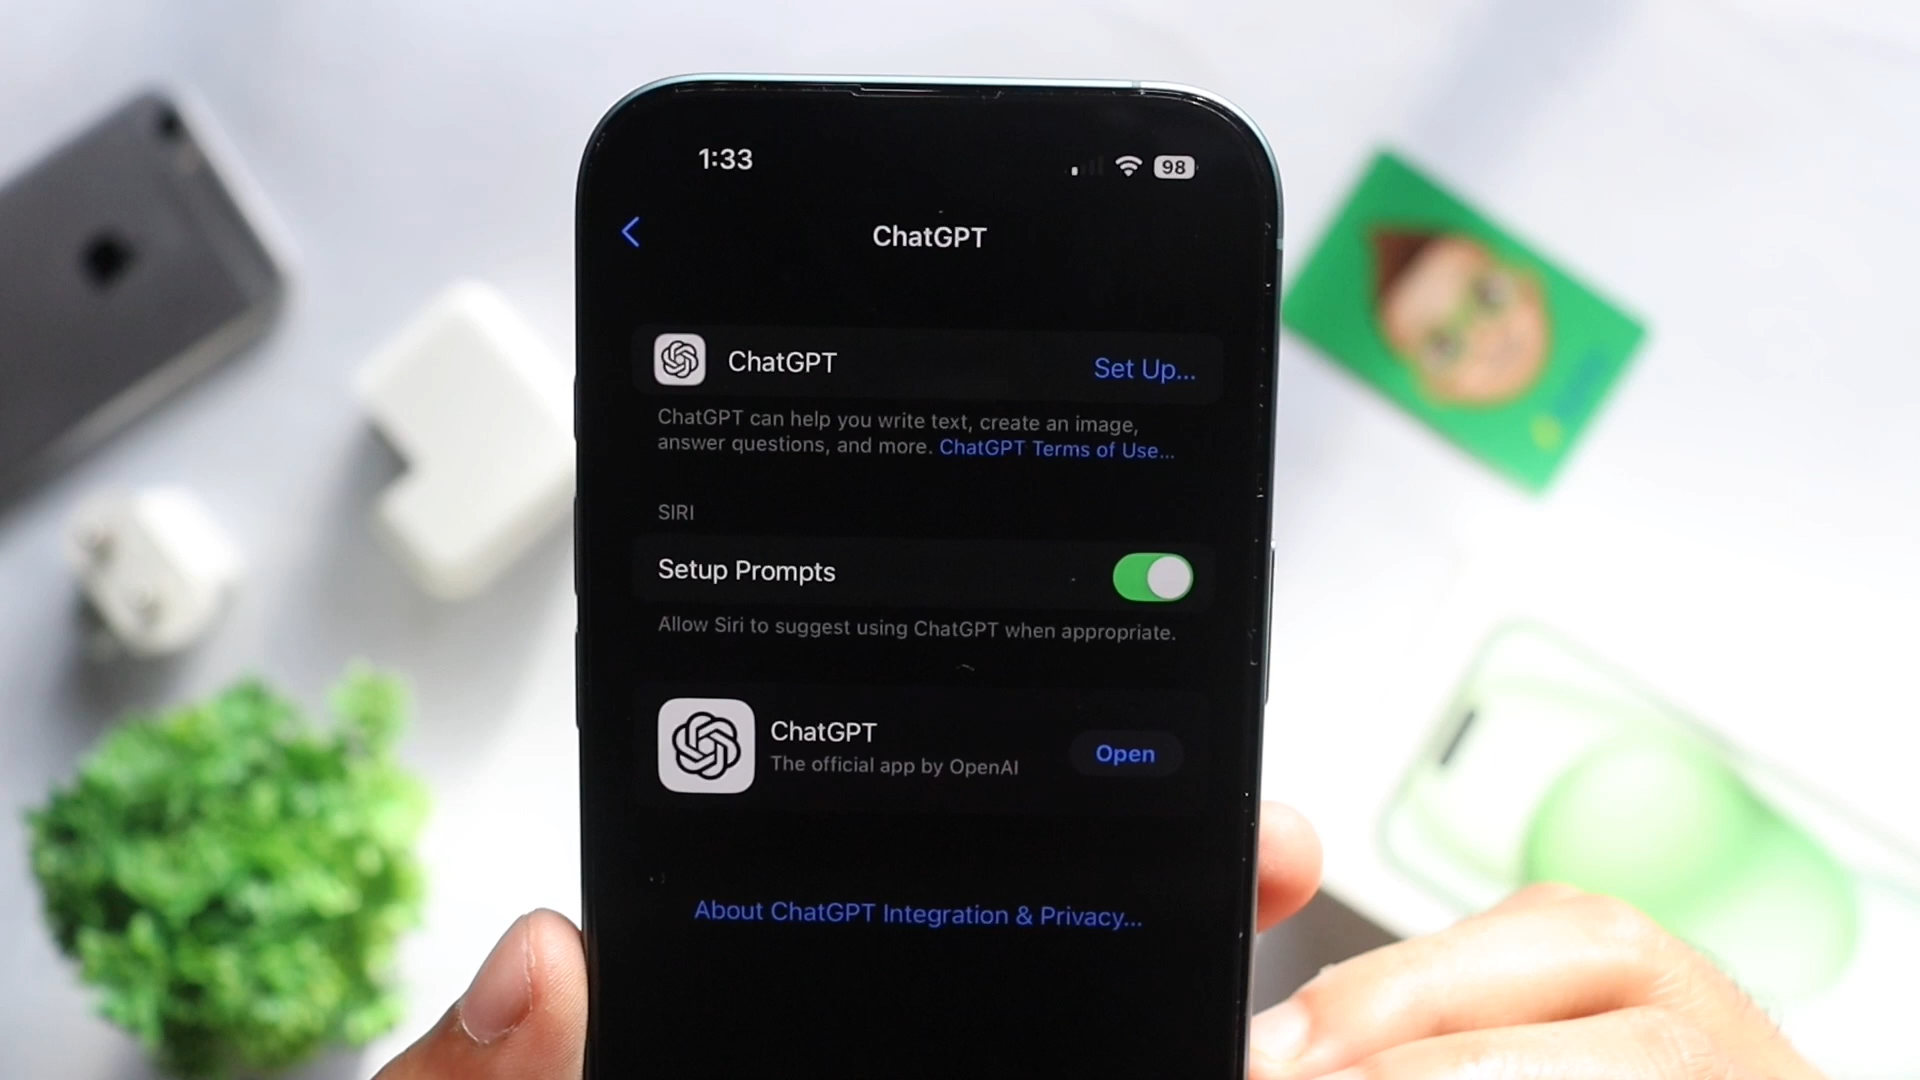 1:33
98
ChatGPT
ChatGPT
Set Up...
ChatGPT can help you write text, create an image,
answer questions, and more. ChatGPT Terms of Use...
SIRI
Setup Prompts
Allow Siri to suggest using ChatGPT when appropriate.
ChatGPT
The official app by OpenAI
Open
About ChatGPT Integration & Privacy...